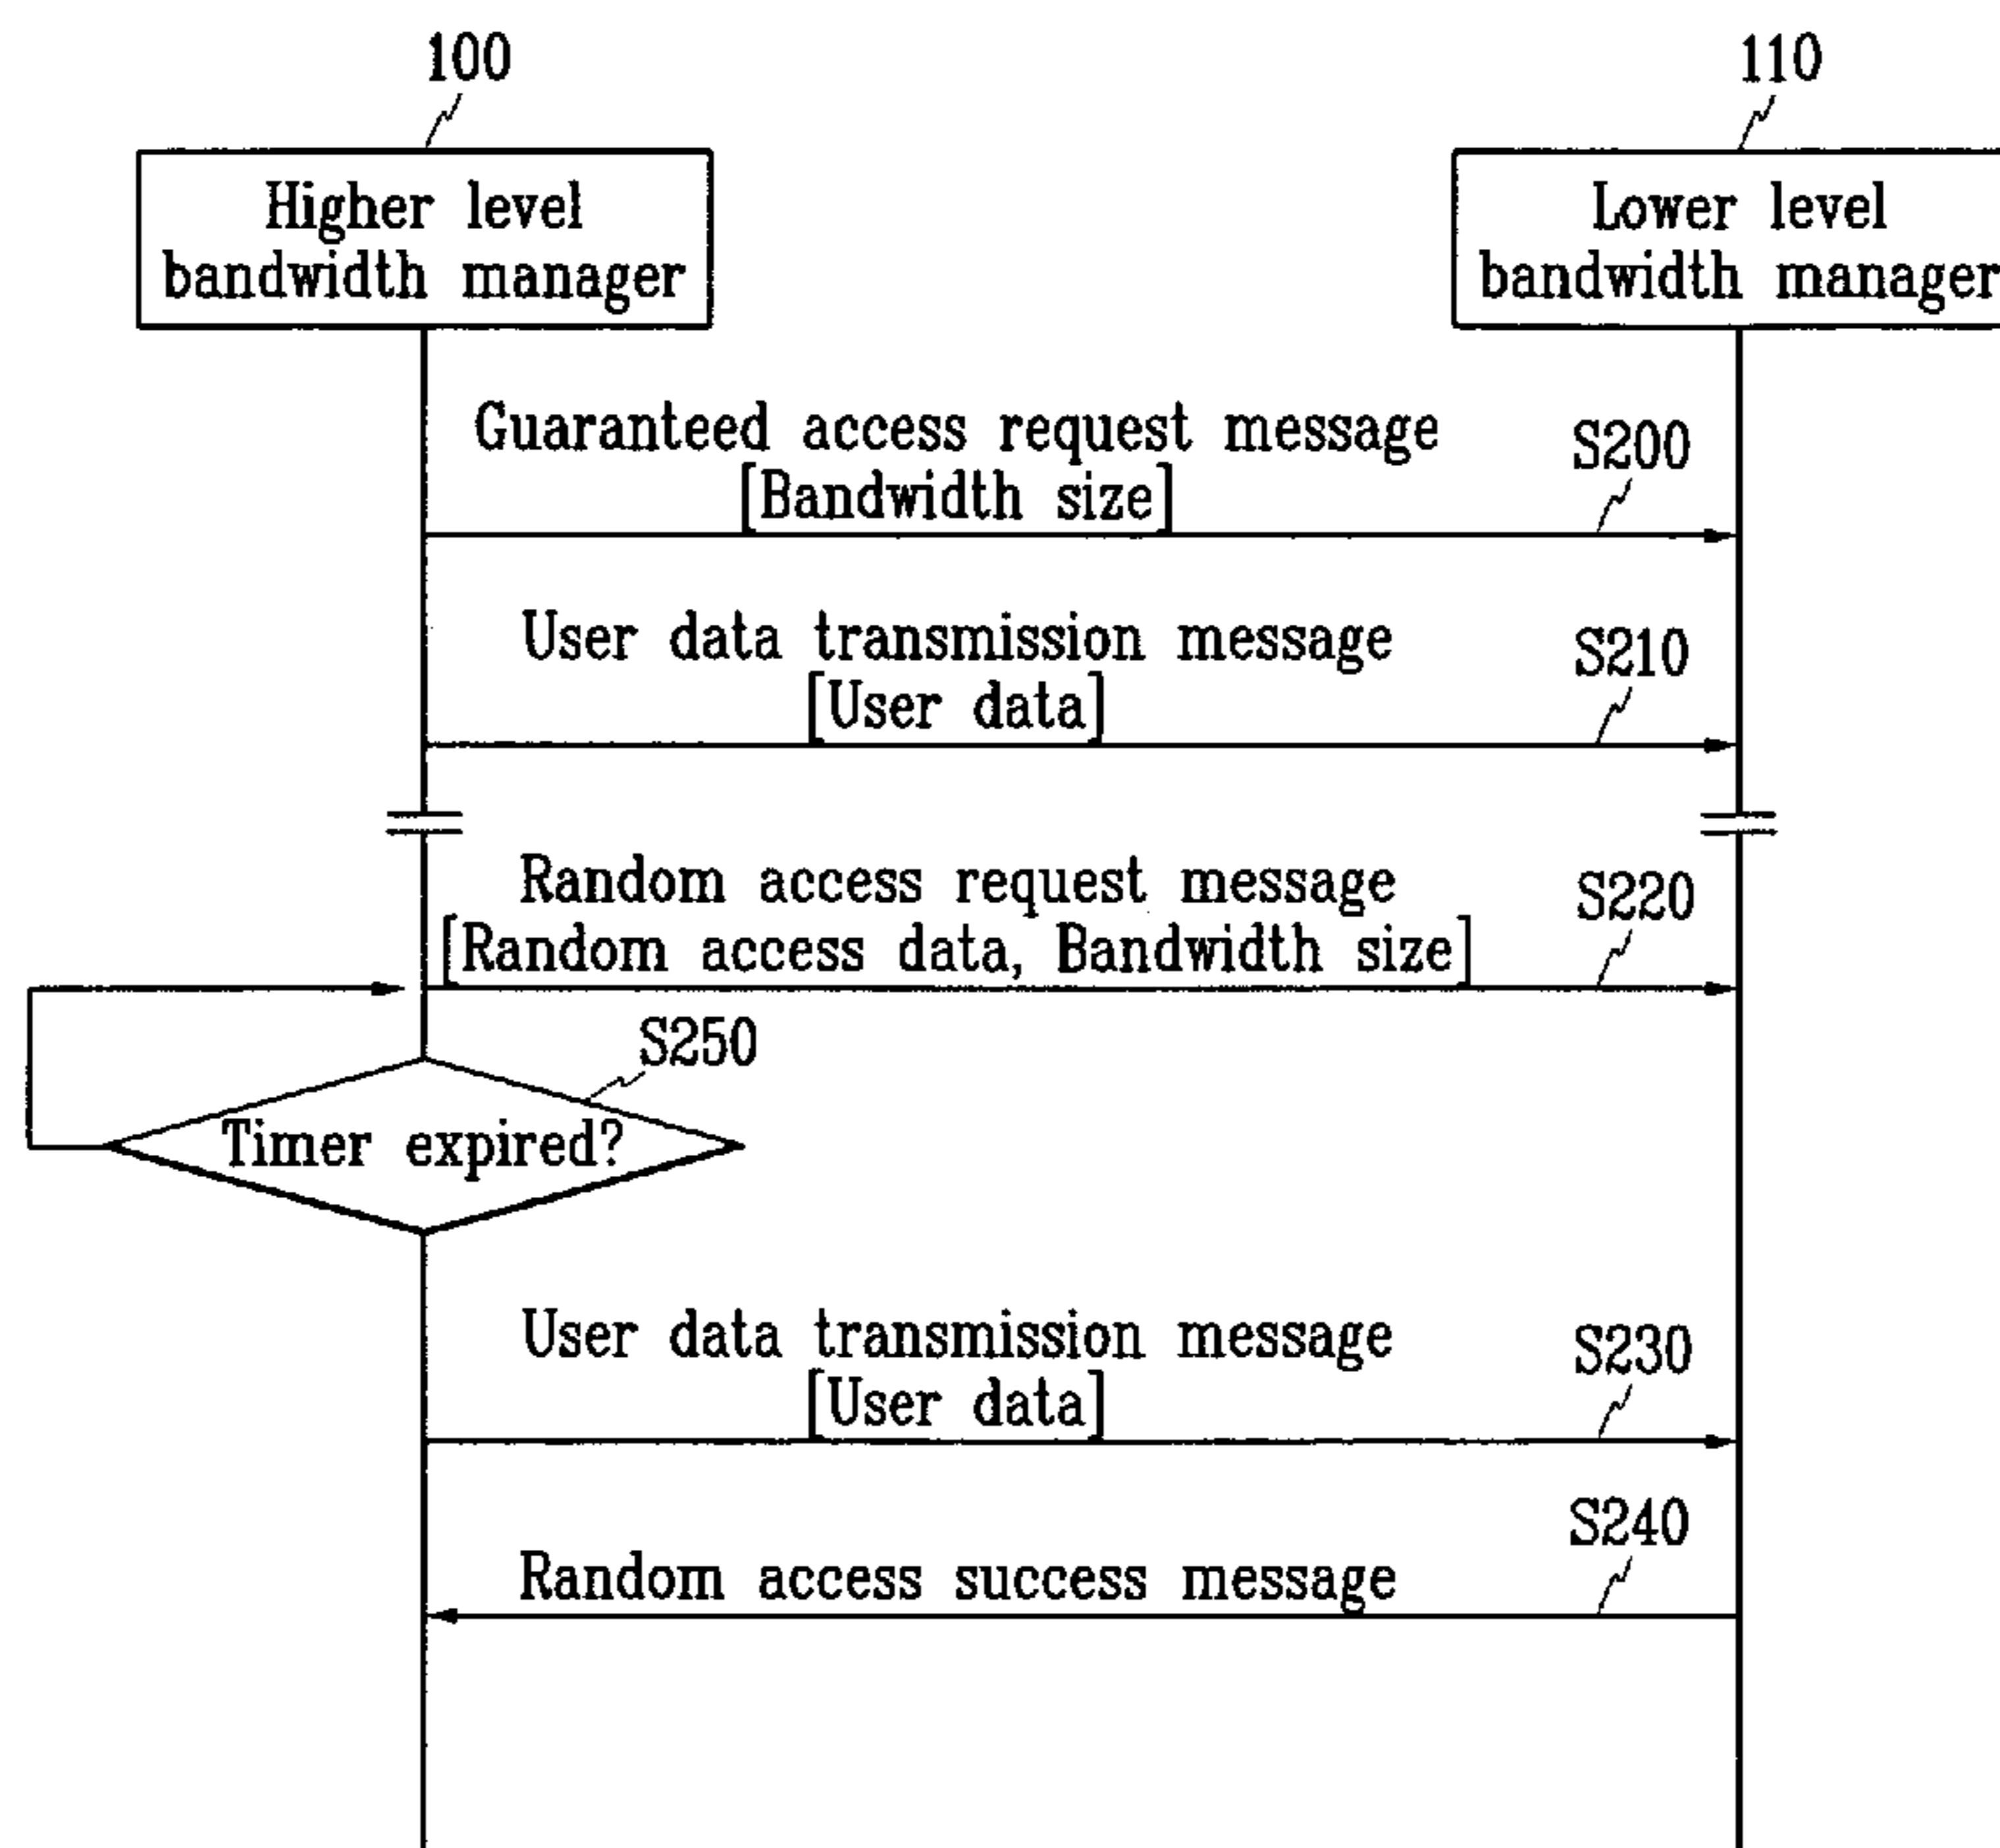 100
110
Higher level
bandwidth manager
Lower level
bandwidth manager
Guaranteed access request message
[Bandwidth size]
S200
User data transmission message
[User data]
S210
Random access request message
[Random access data, Bandwidth size]
S220
S250
Timer expired?
User data transmission message
[User data]
S230
S240
Random access success message